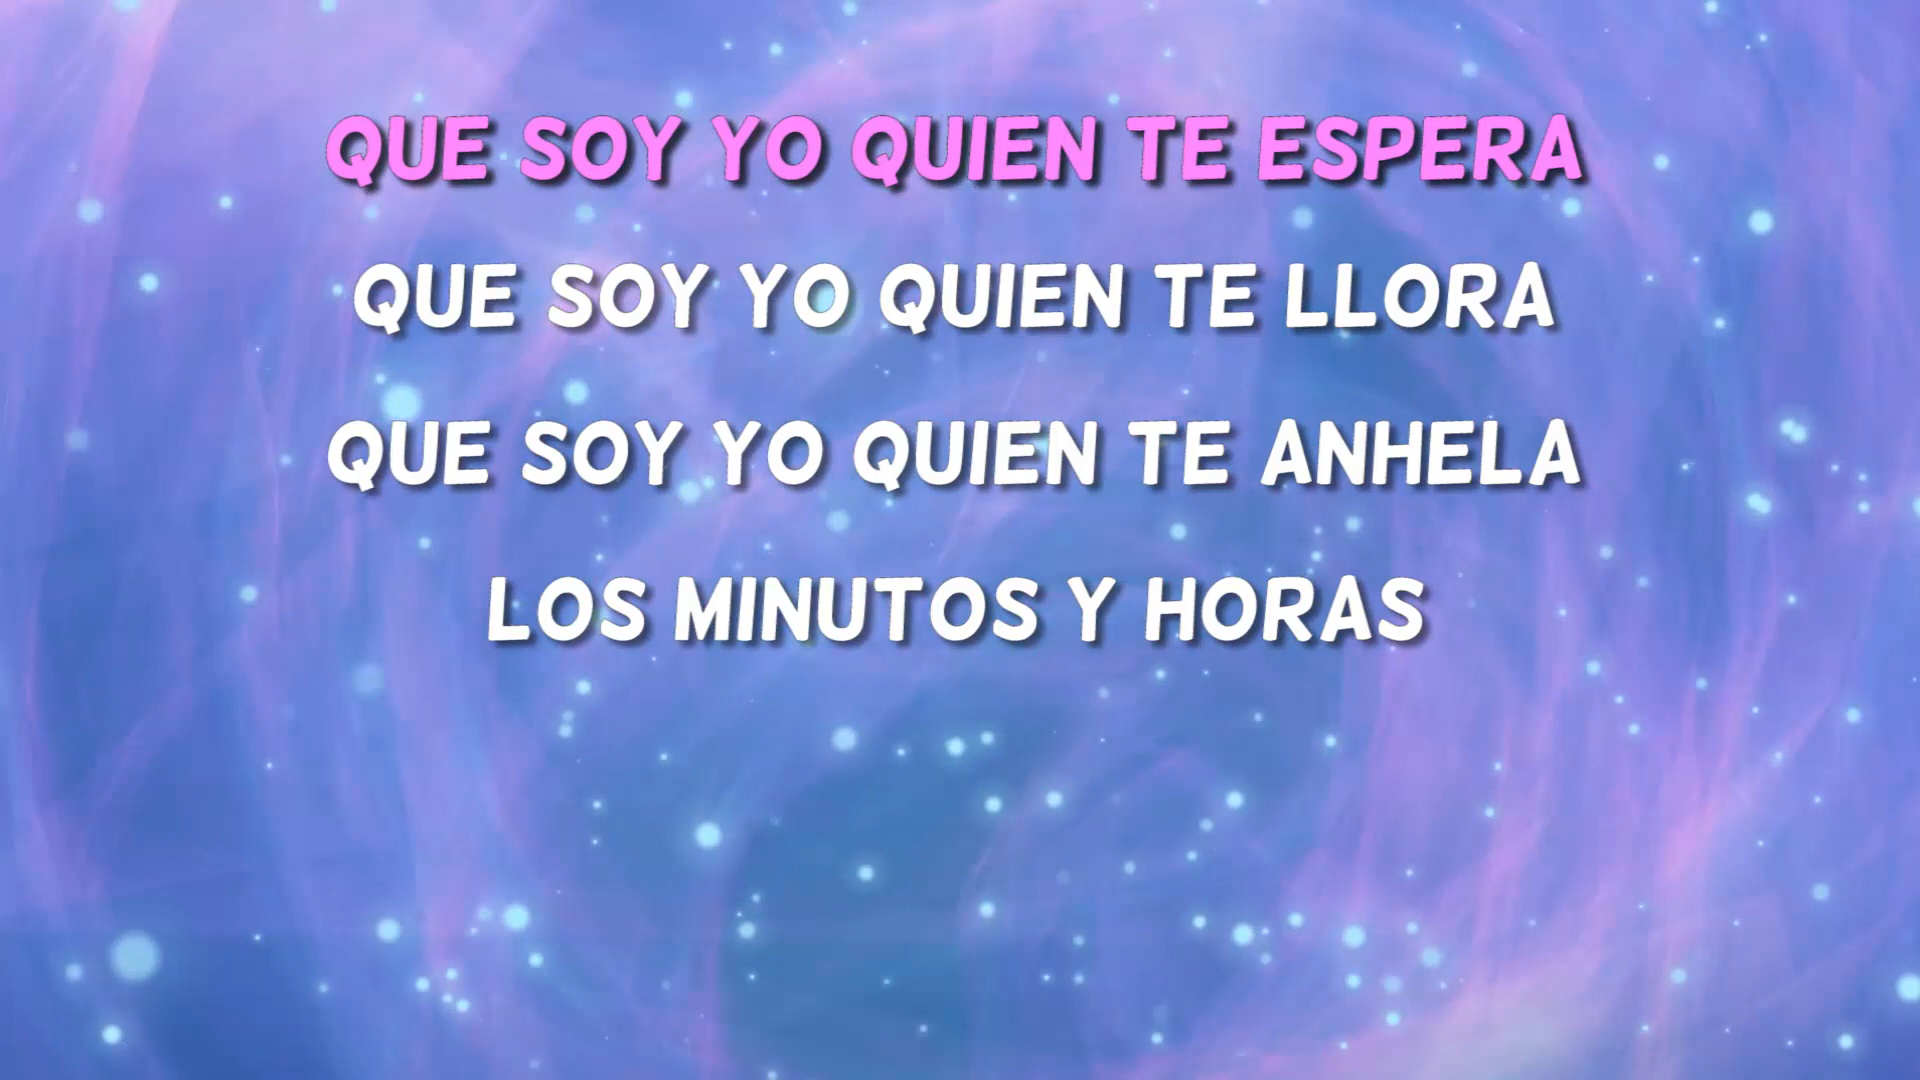 QUE SOY YO QUIEN TE ESPERA
QUE SOY YO QUIEN TE LLORA
QUE SOY YO QUIEN TE ANHELA
LOS MINUTOS Y HORAS